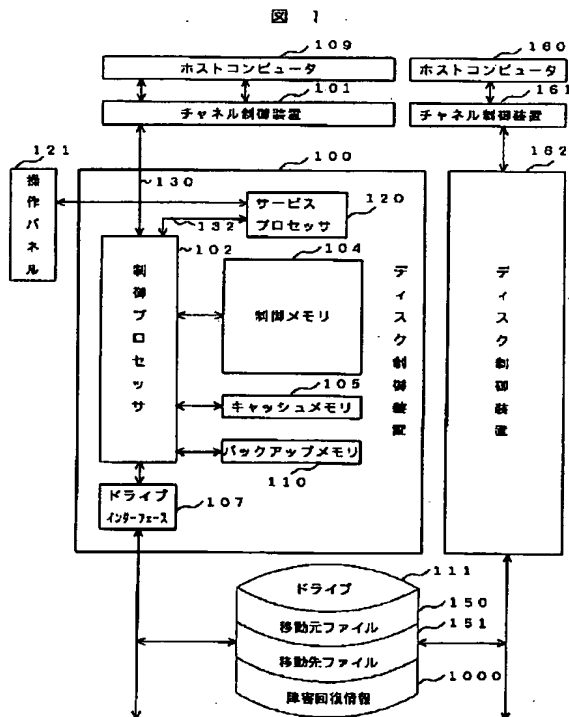 図 1
109
160
ホストコンピュータ
ホストコンピュータ
101
161
チャネル制御装置
チャネル制御装置
121
100
162
操作パネル
130
サービス
プロセッサ
120
132
102
104
制御プロセッサ
制御メモリ
ディスク制御装置
ディスク制御装置
105
キャッシュメモリ
バックアップメモリ
110
ドライブ
インターフェース
107
111
ドライブ
150
移動元ファイル
151
移動先ファイル
1000
障害回復情報